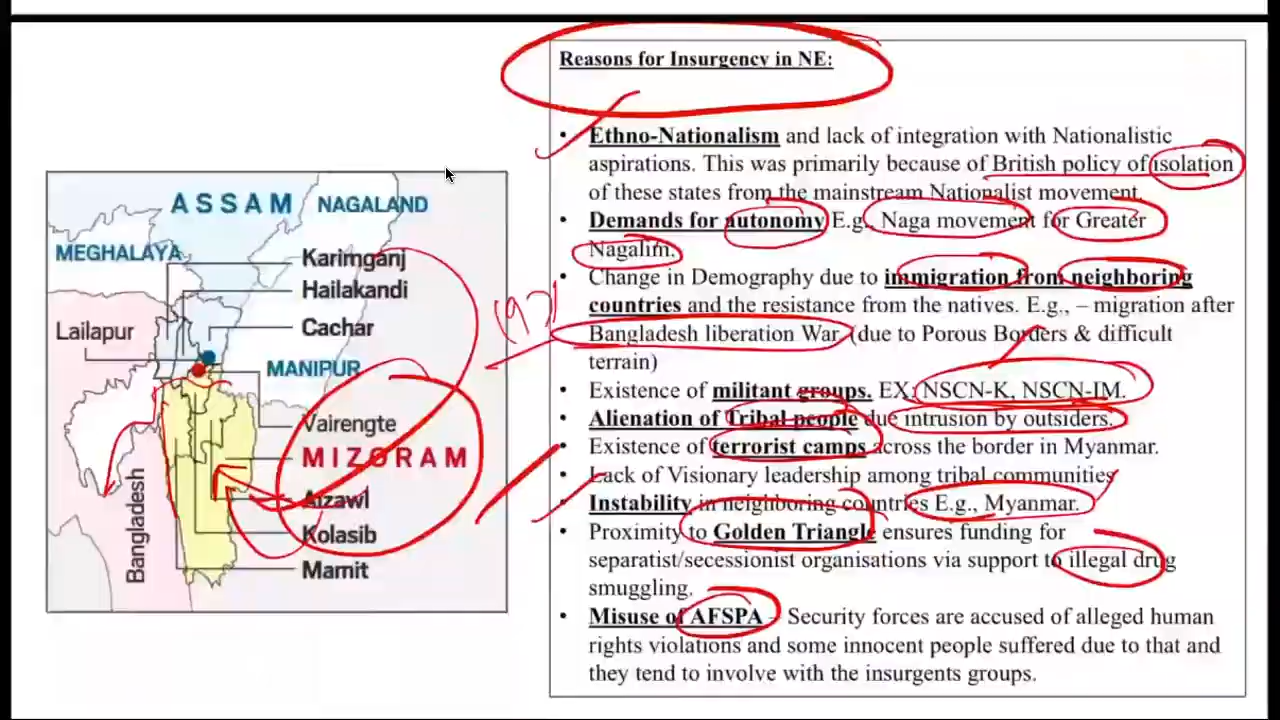 ASSAM
NAGALAND
MEGHALAYA
Karimganj
Hailakandi
Cachar
Lailapur
MANIPUR
Vairengte
MIZORAM
Aizawl
Kolasib
Mamit
Bangladesh
1971
Reasons for Insurgency in NE:
• Ethno-Nationalism and lack of integration with Nationalistic
aspirations. This was primarily because of British policy of isolation
of these states from the mainstream Nationalist movement.
• Demands for autonomy E.g., Naga movement for Greater
Nagalim.
• Change in Demography due to immigration from neighboring
countries and the resistance from the natives. E.g., – migration after
Bangladesh liberation War. (due to Porous Borders & difficult
terrain)
• Existence of militant groups. EX: NSCN-K, NSCN-IM.
• Alienation of Tribal people due intrusion by outsiders.
• Existence of terrorist camps across the border in Myanmar.
• Lack of Visionary leadership among tribal communities
• Instability in neighboring countries E.g., Myanmar.
• Proximity to Golden Triangle ensures funding for
separatist/secessionist organisations via support to illegal drug
smuggling.
• Misuse of AFSPA – Security forces are accused of alleged human
rights violations and some innocent people suffered due to that and
they tend to involve with the insurgents groups.